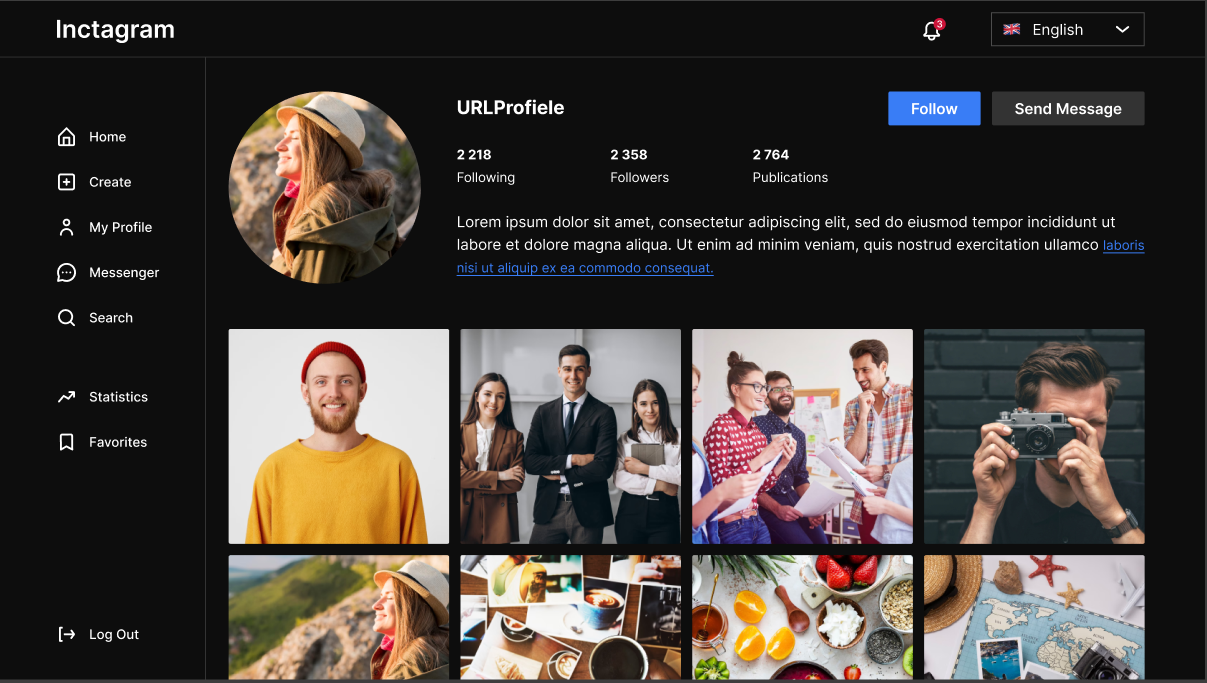 Inctagram
3
English
Home
Create
My Profile
Messenger
Search
Statistics
Favorites
Log Out
URLProfiele
Follow
Send Message
2 218
Following
2 358
Followers
2 764
Publications
Lorem ipsum dolor sit amet, consectetur adipiscing elit, sed do eiusmod tempor incididunt ut
labore et dolore magna aliqua. Ut enim ad minim veniam, quis nostrud exercitation ullamco laboris
nisi ut aliquip ex ea commodo consequat.